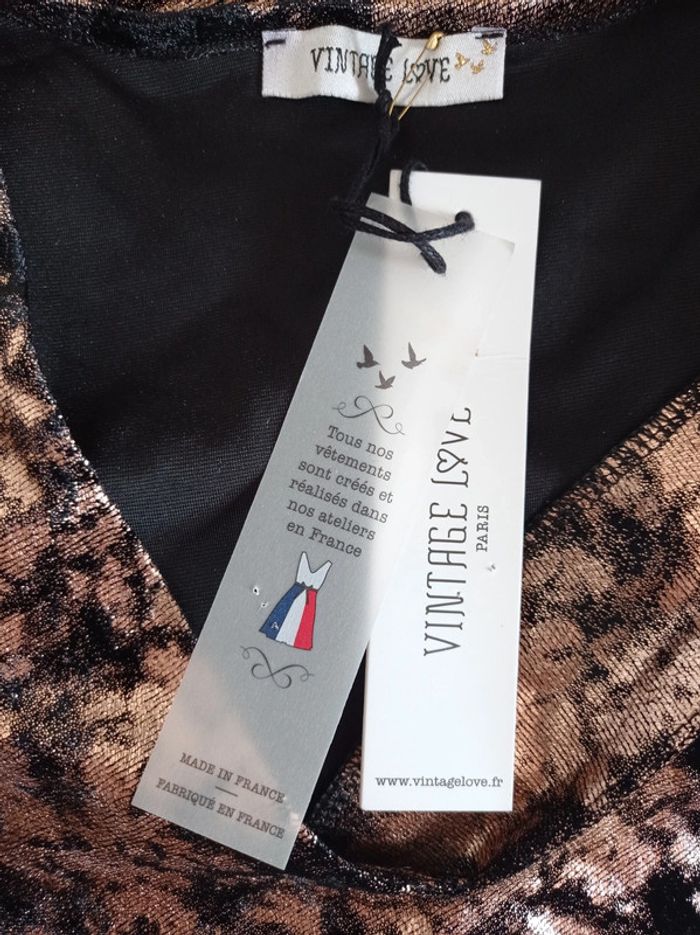 VINTAGE LOVE
Tous nos
vêtements
sont créés et
réalisés dans
nos ateliers
en France
MADE IN FRANCE
FABRIQUÉ EN FRANCE
VINTAGE LOVE
PARIS
www.vintagelove.fr